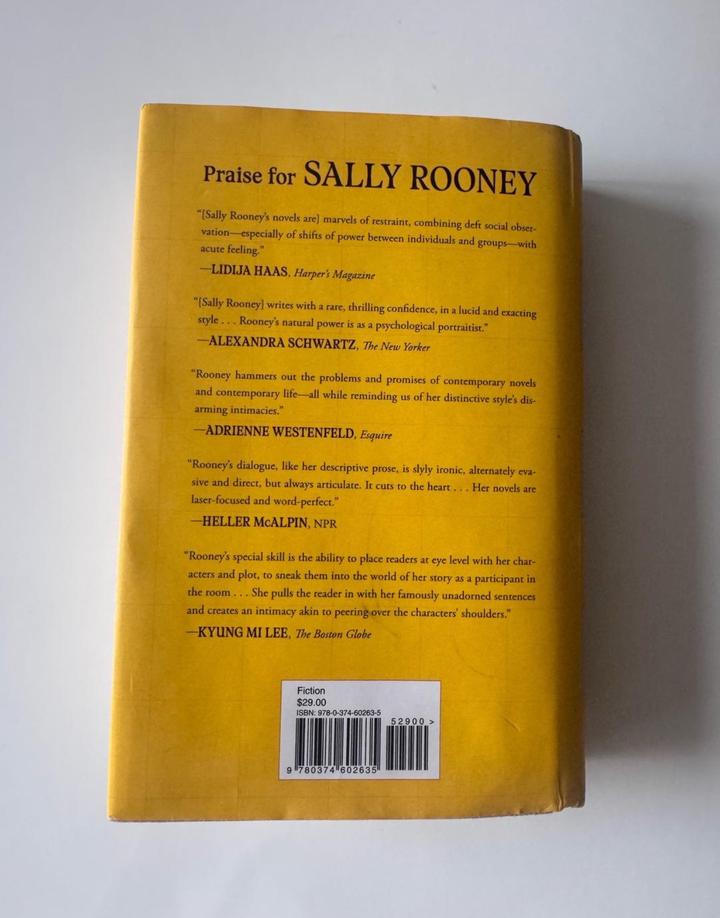 Praise for SALLY ROONEY
“[Sally Rooney’s novels are] marvels of restraint, combining deft social obser-
vation—especially of shifts of power between individuals and groups—with
acute feeling.”
—LIDIJA HAAS, Harper’s Magazine
“[Sally Rooney] writes with a rare, thrilling confidence, in a lucid and exacting
style . . . Rooney’s natural power is as a psychological portraitist.”
—ALEXANDRA SCHWARTZ, The New Yorker
“Rooney hammers out the problems and promises of contemporary novels
and contemporary life—all while reminding us of her distinctive style’s dis-
arming intimacies.”
—ADRIENNE WESTENFELD, Esquire
“Rooney’s dialogue, like her descriptive prose, is slyly ironic, alternately eva-
sive and direct, but always articulate. It cuts to the heart . . . Her novels are
laser-focused and word-perfect.”
—HELLER McALPIN, NPR
“Rooney’s special skill is the ability to place readers at eye level with her char-
acters and plot, to sneak them into the world of her story as a participant in
the room . . . She pulls the reader in with her famously unadorned sentences
and creates an intimacy akin to peering over the characters’ shoulders.”
—KYUNG MI LEE, The Boston Globe
Fiction
$29.00
ISBN: 978-0-374-60263-5
52900 >
9 780374 602635